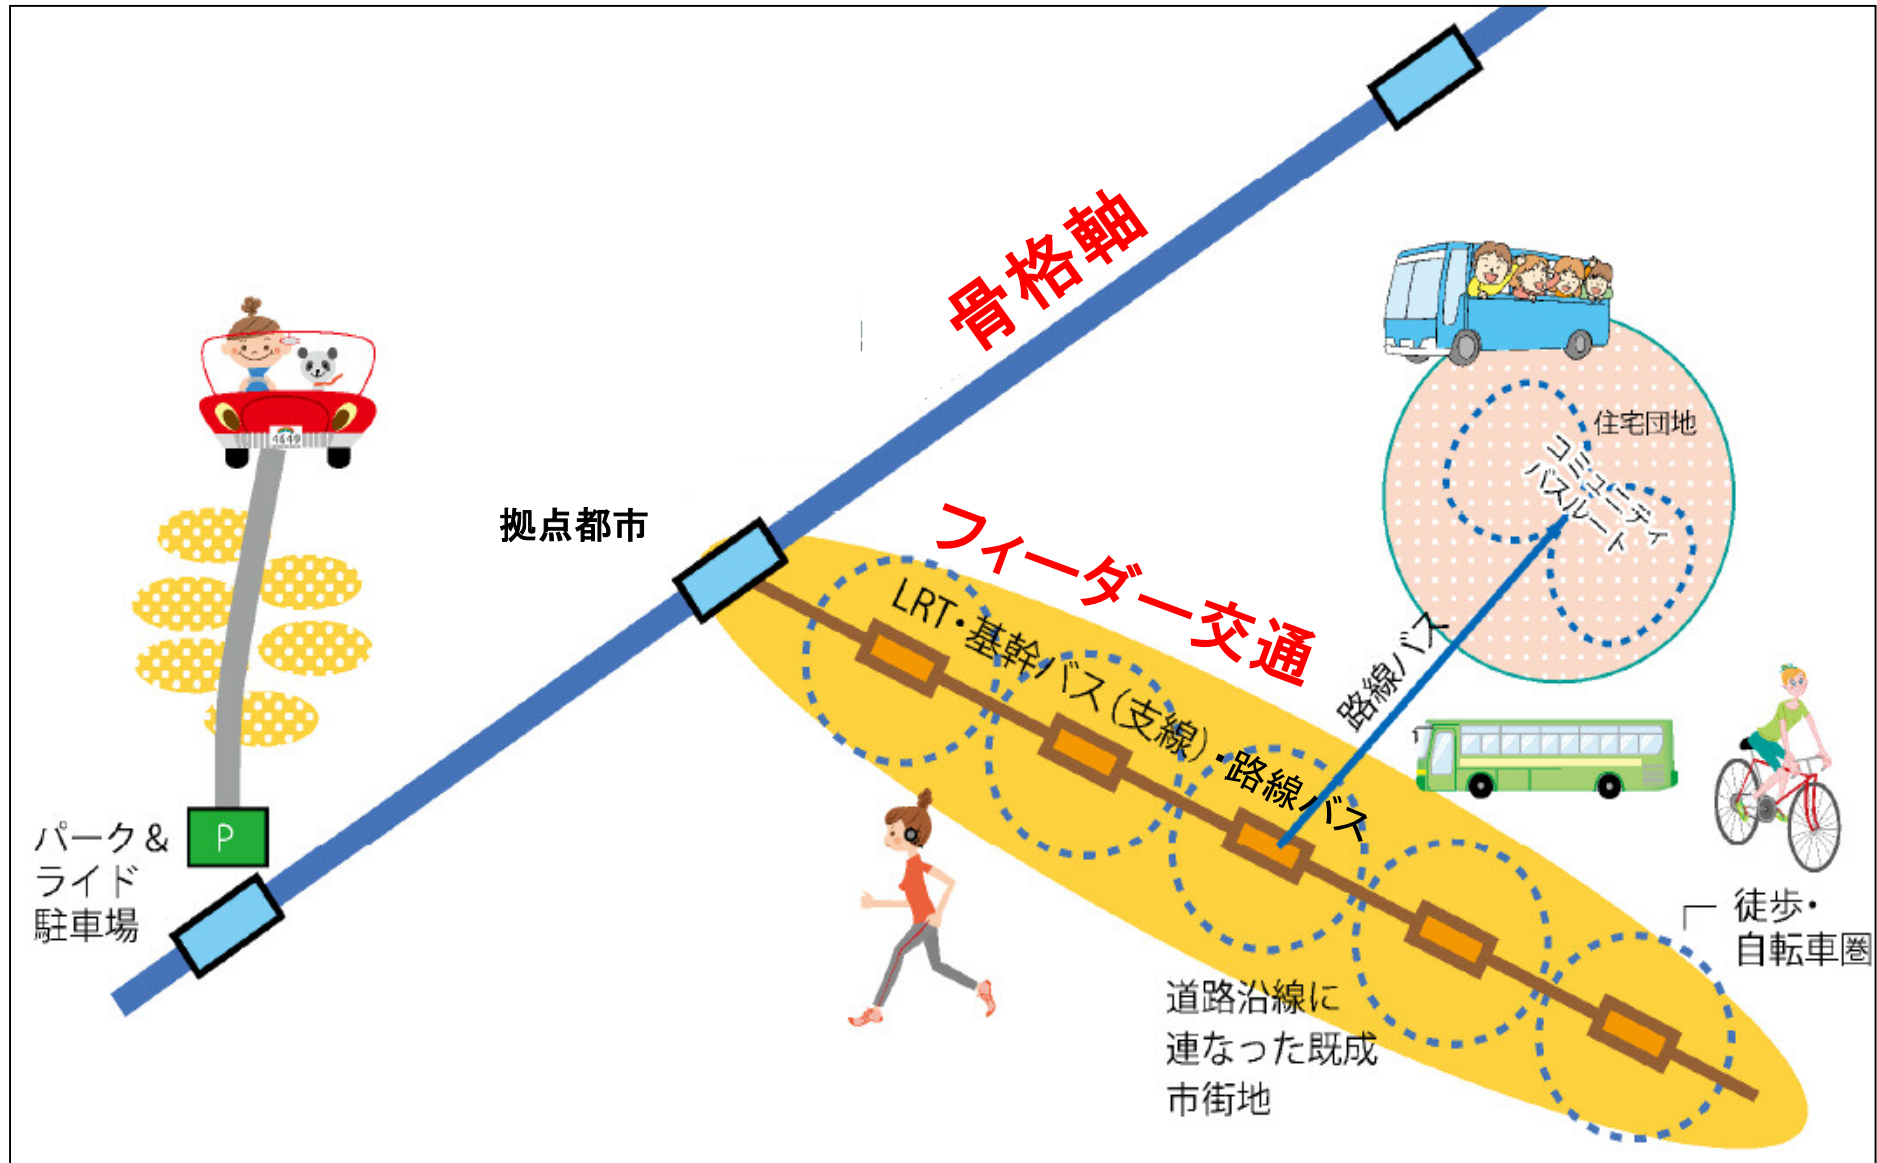 骨格軸
住宅団地
コミュニティ
バスルート
拠点都市
フィーダー交通
LRT・基幹バス(支線)・路線バス
路線バス
4649
P
パーク&
ライド
駐車場
徒歩・
自転車圏
道路沿線に
連なった既成
市街地